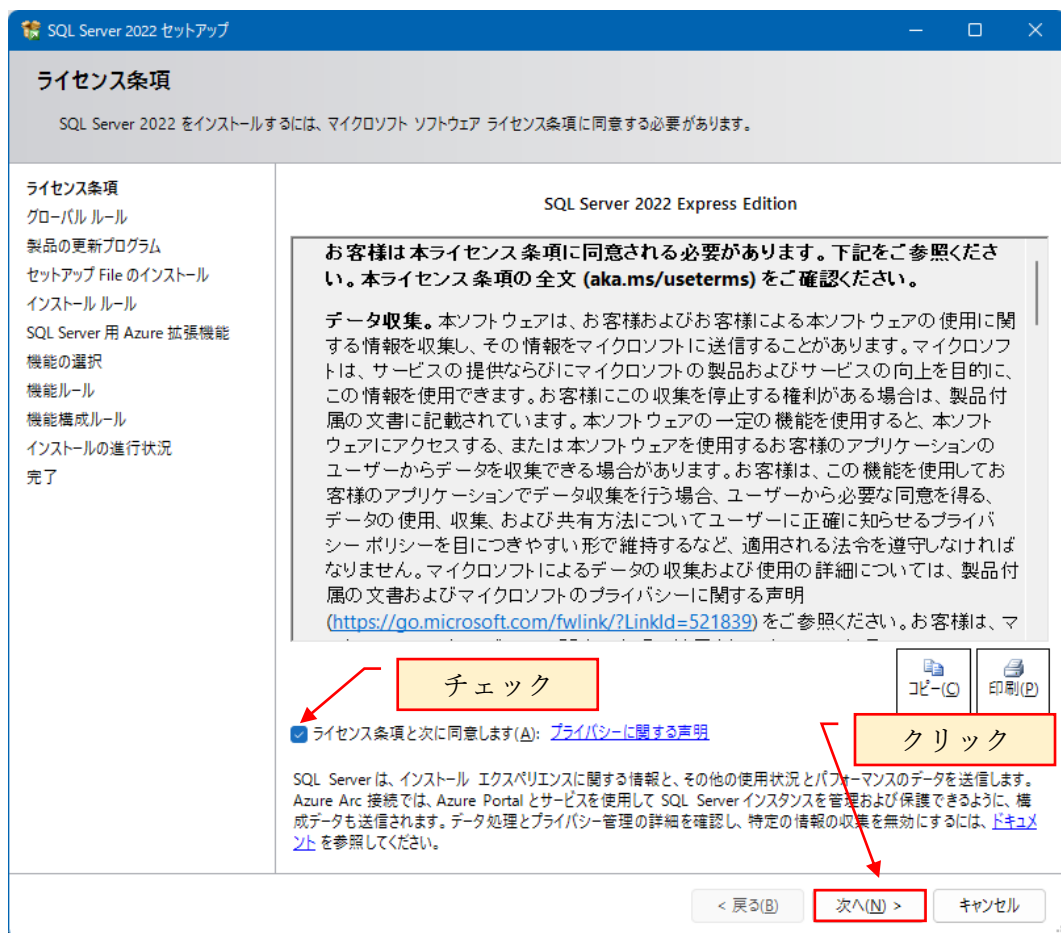 SQL Server 2022 セットアップ
ライセンス条項
SQL Server 2022 をインストールするには、マイクロソフト ソフトウェア ライセンス条項に同意する必要があります。
ライセンス条項
グローバル ルール
製品の更新プログラム
セットアップ File のインストール
インストール ルール
SQL Server 用 Azure 拡張機能
機能の選択
機能ルール
機能構成ルール
インストールの進行状況
完了
SQL Server 2022 Express Edition
お客様は本ライセンス条項に同意される必要があります。下記をご参照くださ
い。本ライセンス条項の全文 (aka.ms/useterms) をご確認ください。
データ収集。本ソフトウェアは、お客様およびお客様による本ソフトウェアの使用に関
する情報を収集し、その情報をマイクロソフトに送信することがあります。マイクロソフ
トは、サービスの提供ならびにマイクロソフトの製品およびサービスの向上を目的に、
この情報を使用できます。お客様にこの収集を停止する権利がある場合は、製品付
属の文書に記載されています。本ソフトウェアの一定の機能を使用すると、本ソフト
ウェアにアクセスする、または本ソフトウェアを使用するお客様のアプリケーションの
ユーザーからデータを収集できる場合があります。お客様は、この機能を使用してお
客様のアプリケーションでデータ収集を行う場合、ユーザーから必要な同意を得る、
データの使用、収集、および共有方法についてユーザーに正確に知らせるプライバ
シー ポリシーを目につきやすい形で維持するなど、適用される法令を遵守しなければ
なりません。マイクロソフトによるデータの収集および使用の詳細については、製品付
属の文書およびマイクロソフトのプライバシーに関する声明
(https://go.microsoft.com/fwlink/?LinkId=521839) をご参照ください。お客様は、マ
コピー(C)
印刷(P)
チェック
ライセンス条項と次に同意します(A): プライバシーに関する声明
クリック
SQL Server は、インストール エクスペリエンスに関する情報と、その他の使用状況とパフォーマンスのデータを送信します。
Azure Arc 接続では、Azure Portal とサービスを使用して SQL Server インスタンスを管理および保護できるように、構
成データも送信されます。データ処理とプライバシー管理の詳細を確認し、特定の情報の収集を無効にするには、ドキュメ
ント を参照してください。
< 戻る(B)
次へ(N) >
キャンセル